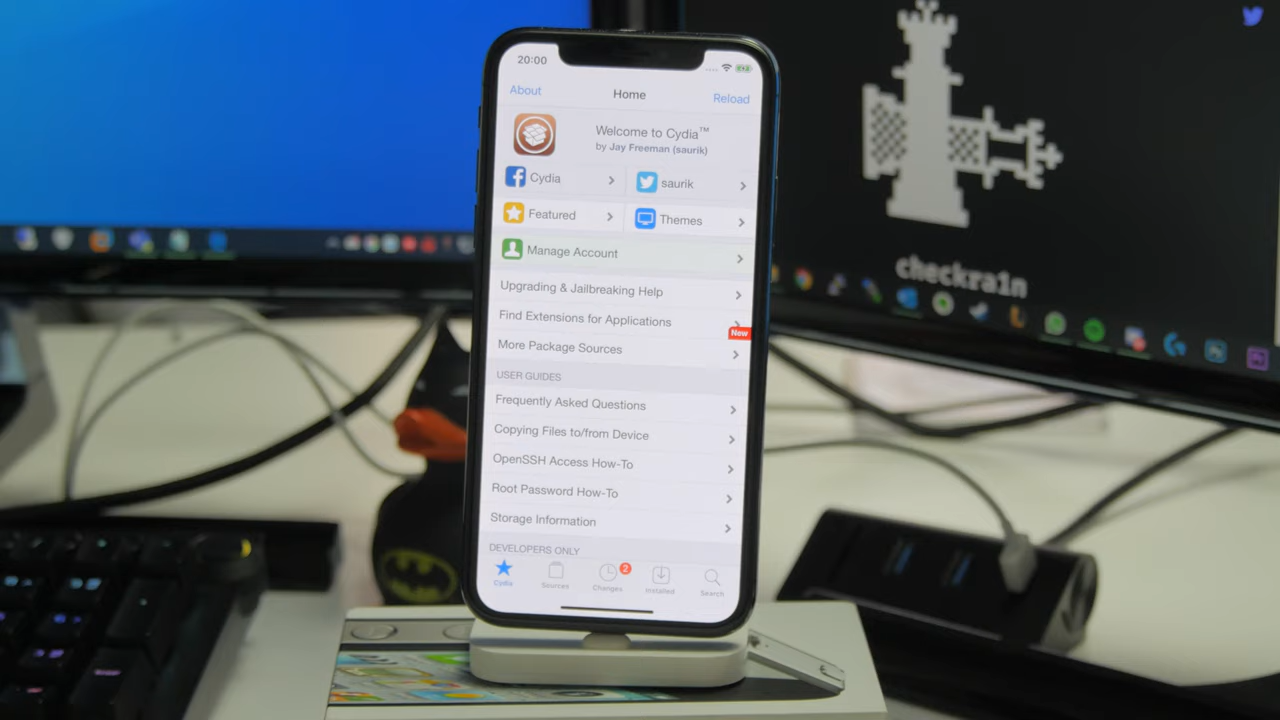 20:00
About
Home
Reload
Welcome to Cydia™
by Jay Freeman (saurik)
Cydia
saurik
Featured
Themes
Manage Account
Upgrading & Jailbreaking Help
Find Extensions for Applications
New
More Package Sources
USER GUIDES
Frequently Asked Questions
Copying Files to/from Device
OpenSSH Access How-To
Root Password How-To
Storage Information
DEVELOPERS ONLY
2
Cydia
Sources
Changes
Installed
Search
checkra1n